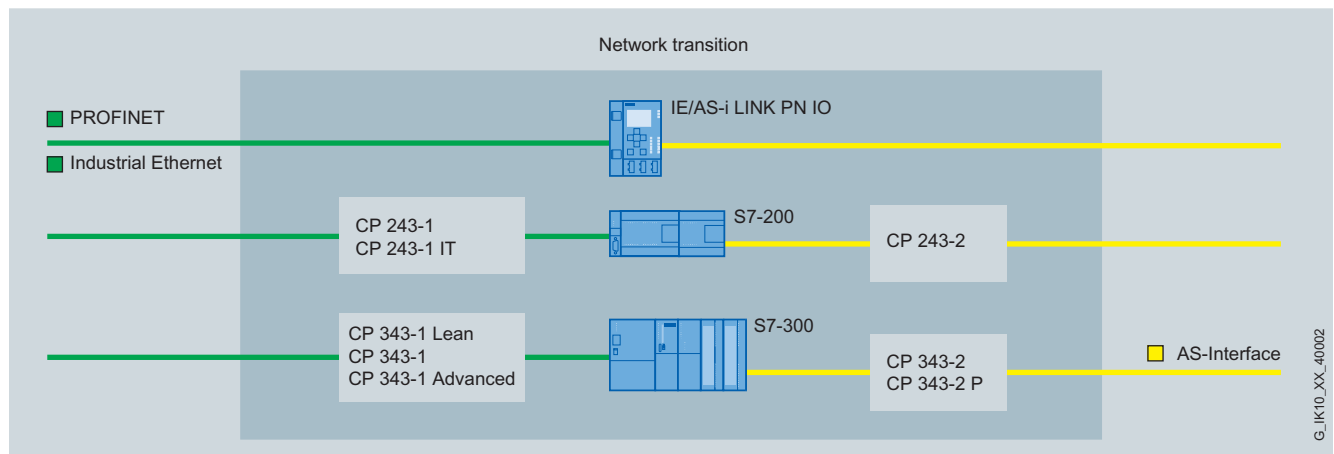 Network transition
IE/AS-i LINK PN IO
PROFINET
Industrial Ethernet
S7-200
CP 243-1
CP 243-1 IT
CP 243-2
S7-300
CP 343-1 Lean
CP 343-1
CP 343-1 Advanced
CP 343-2
CP 343-2 P
AS-Interface
G_IK10_XX_40002